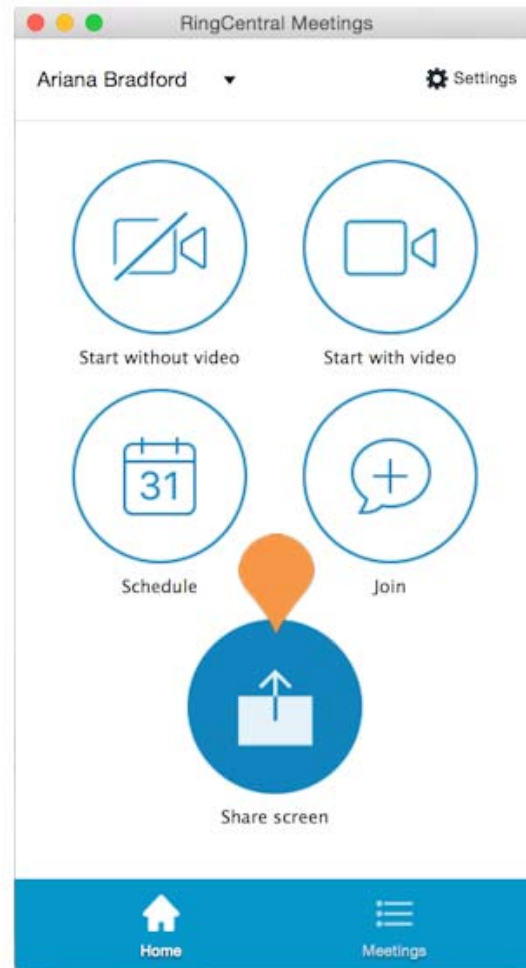 RingCentral Meetings
Ariana Bradford
Settings
Start without video
Start with video
31
Schedule
Join
Share screen
Home
Meetings